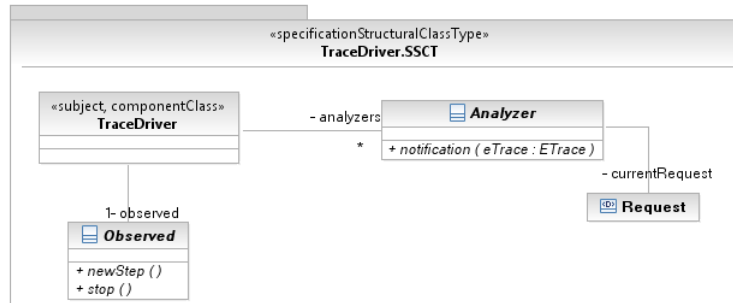 «specificationStructuralClassType»
TraceDriver.SSCT
«subject, componentClass»
TraceDriver
- analyzers
*
Analyzer
+ notification ( eTrace : ETrace )
- currentRequest
«D» Request
1- observed
Observed
+ newStep ( )
+ stop ( )